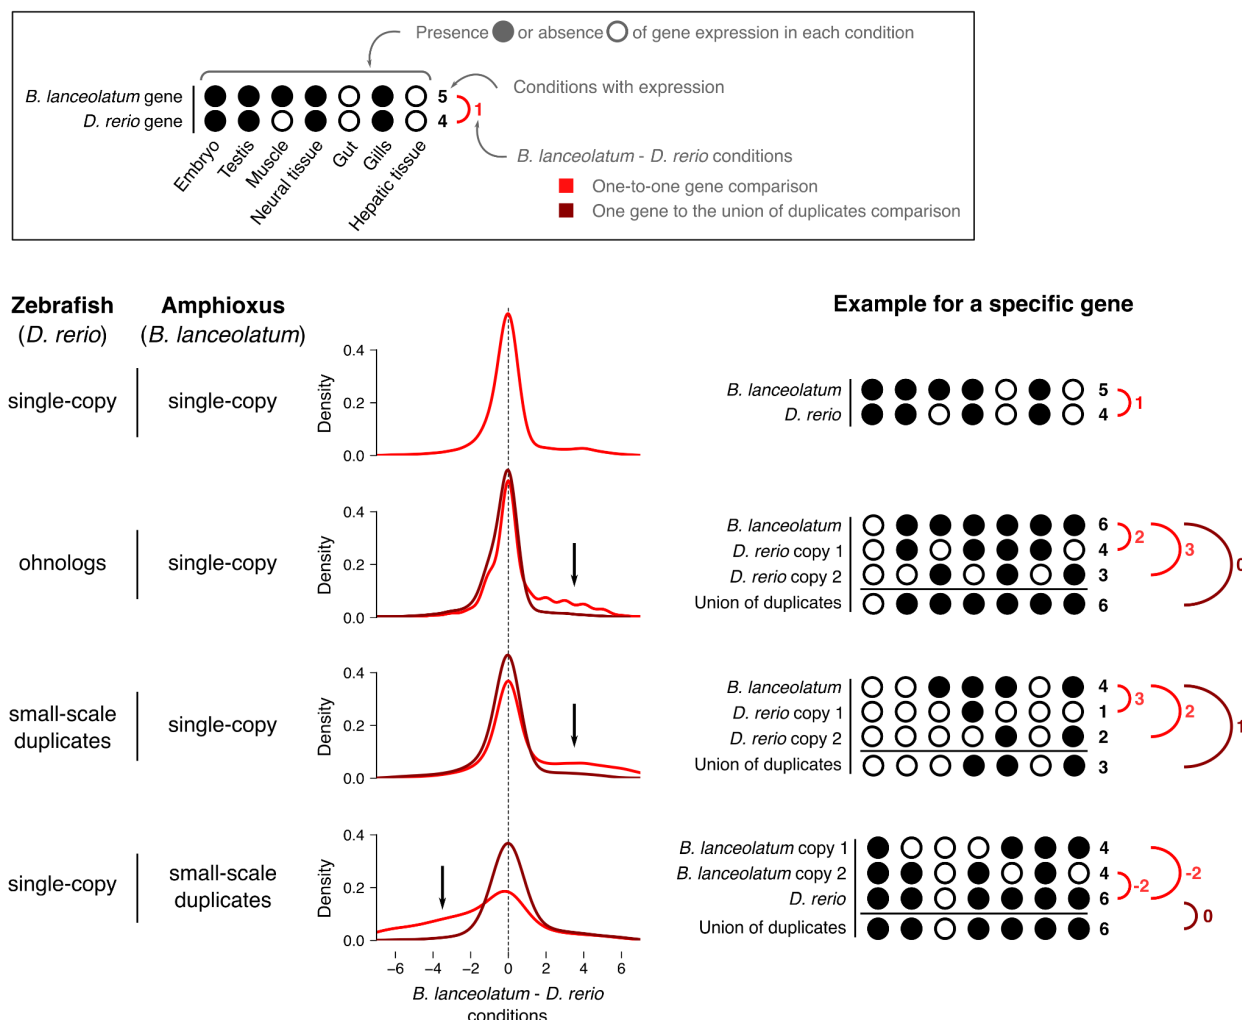 Presence or absence of gene expression in each condition
B. lanceolatum gene 5
D. rerio gene 4
1
Conditions with expression
Embryo
Testis
Muscle
Neural tissue
Gut
Gills
Hepatic tissue
B. lanceolatum - D. rerio conditions
One-to-one gene comparison
One gene to the union of duplicates comparison
Zebrafish
(D. rerio)
Amphioxus
(B. lanceolatum)
Example for a specific gene
single-copy
single-copy
Density
0.4
0.2
0.0
B. lanceolatum 5
D. rerio 4
1
ohnologs
single-copy
Density
0.4
0.2
0.0
B. lanceolatum 6
D. rerio copy 1 4
D. rerio copy 2 3
Union of duplicates 6
2
3
0
small-scale
duplicates
single-copy
Density
0.4
0.2
0.0
B. lanceolatum 4
D. rerio copy 1 1
D. rerio copy 2 2
Union of duplicates 3
3
2
1
single-copy
small-scale
duplicates
Density
0.4
0.2
0.0
−6 −4 −2 0 2 4 6
B. lanceolatum - D. rerio
conditions
B. lanceolatum copy 1 4
B. lanceolatum copy 2 4
D. rerio 6
Union of duplicates 6
-2
-2
0